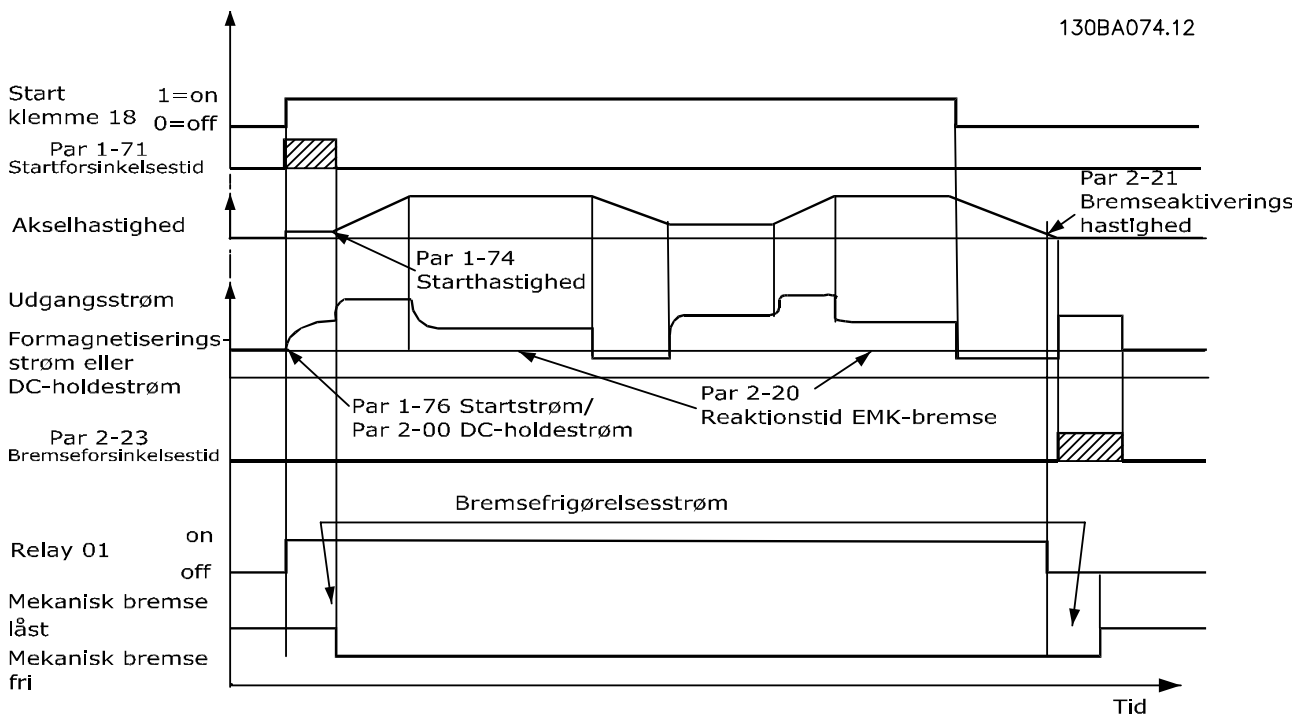 130BA074.12
Start 1=on
klemme 18 0=off
Par 1-71
Startforsinkelsestid
Par 2-21
Bremseaktiverings
hastighed
Akselhastighed
Par 1-74
Starthastighed
Udgangsstrøm
Formagnetiserings-
strøm eller
DC-holdestrøm
Par 1-76 Startstrøm/
Par 2-00 DC-holdestrøm
Par 2-20
Reaktionstid EMK-bremse
Par 2-23
Bremseforsinkelsestid
Bremsefrigørelsesstrøm
on
Relay 01
off
Mekanisk bremse
låst
Mekanisk bremse
fri
Tid